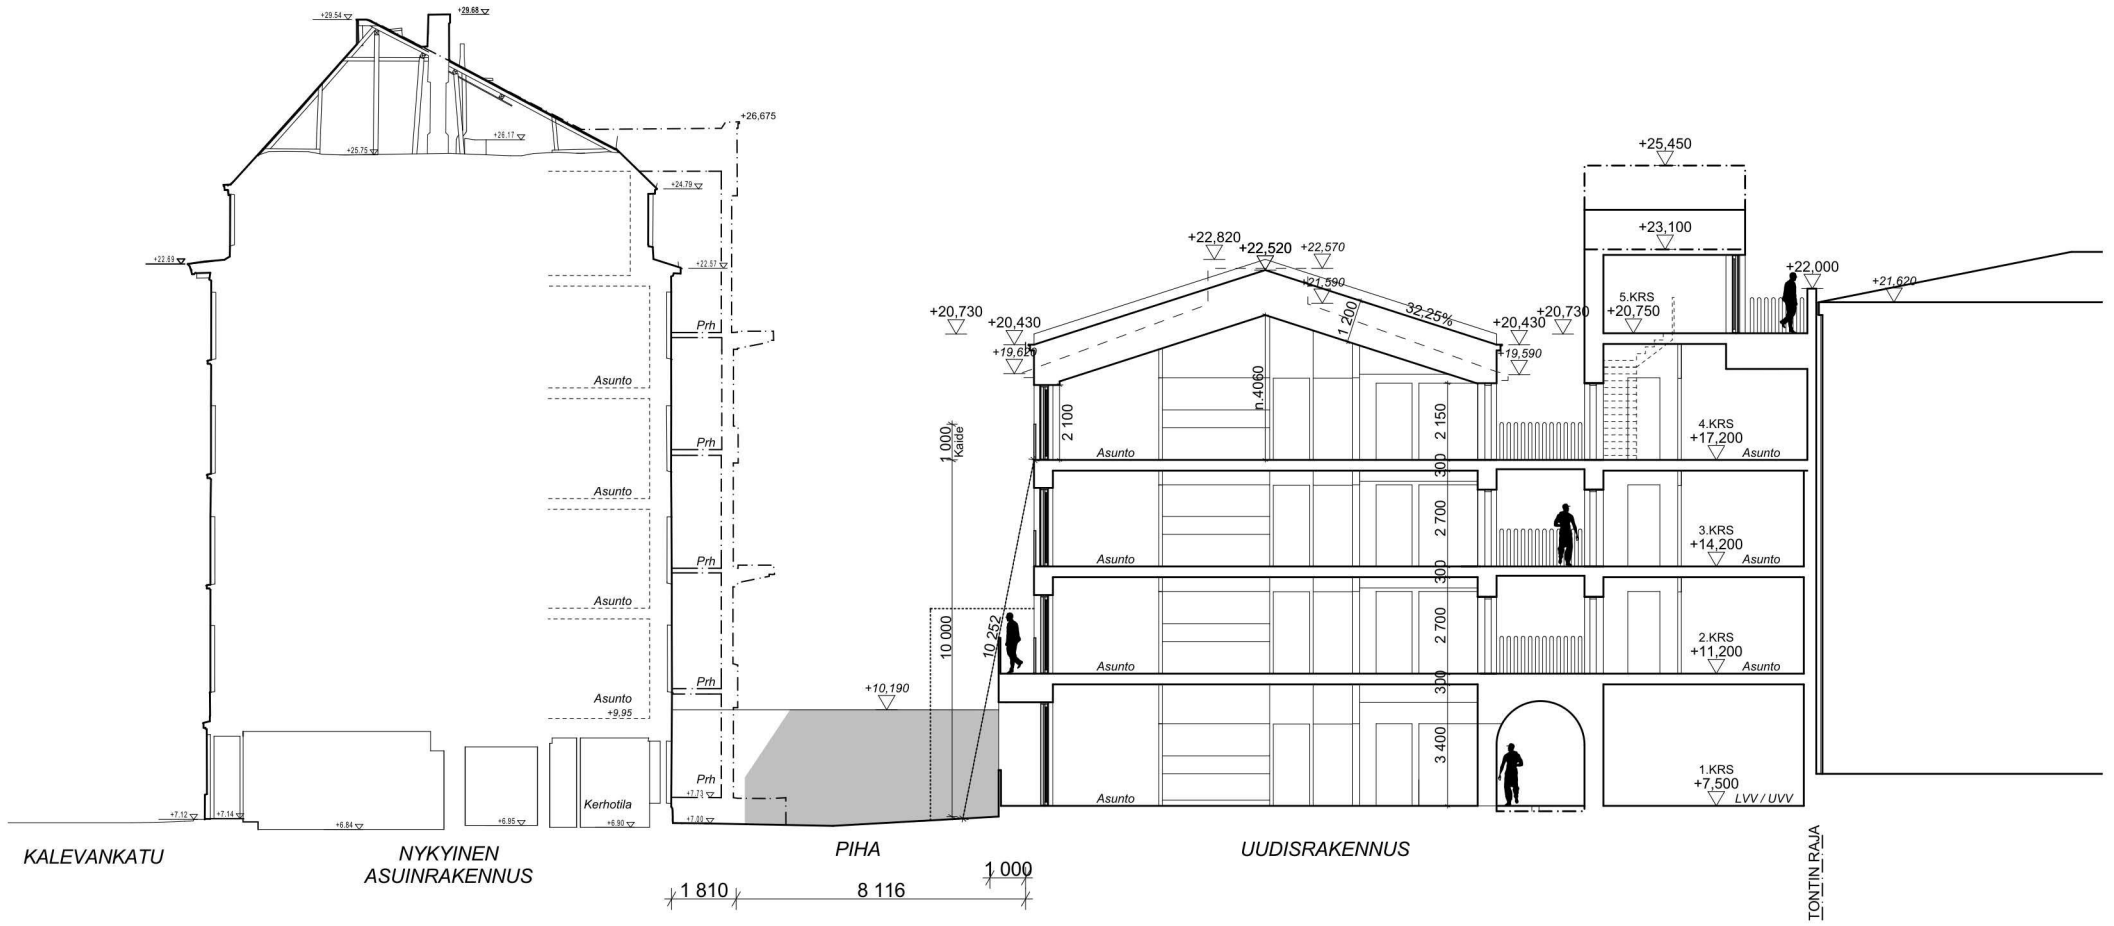 +29.54
+29.68
+26.17
+25.75
+26,675
+24.79
+22.69
+22.57
Prh
Asunto
Prh
Asunto
Prh
Asunto
Prh
Asunto
+9.95
Prh
+7.73
Kerhotila
+7.12
+7.14
+6.84
+6.95
+6.90
+7.00
+10,190
+25,450
+23,100
+22,820
+22,520
+22,570
+22,000
+21,620
+21,590
5.KRS
+20,750
1 200
32,25%
+20,730
+20,430
+19,620
+20,730
+20,430
+19,590
n.4060
2 100
2 150
1 000
Kaide
4.KRS
+17,200
Asunto
Asunto
300
2 700
3.KRS
+14,200
Asunto
Asunto
300
2 700
10 000
10 252
2.KRS
+11,200
Asunto
Asunto
300
3 400
1.KRS
+7,500
Asunto
LVV / UVV
KALEVANKATU
NYKYINEN
ASUINRAKENNUS
PIHA
UUDISRAKENNUS
TONTIN RAJA
1 000
1 810
8 116